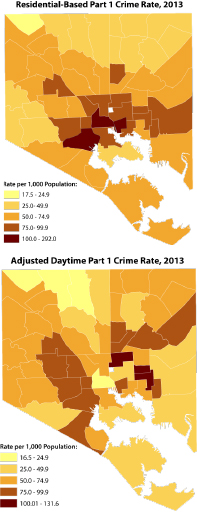 Residential-Based Part 1 Crime Rate, 2013
Rate per 1,000 Population:
17.5 - 24.9
25.0- 49.9
50.0 - 74.9
75.0- 99.9
100.0 - 292.0
Adjusted Daytime Part 1 Crime Rate, 2013
Rate per 1,000 Population:
16.5 - 24.9
25.0 - 49.9
50.0 - 74.9
75.0 - 99.9
100.01 - 131.6